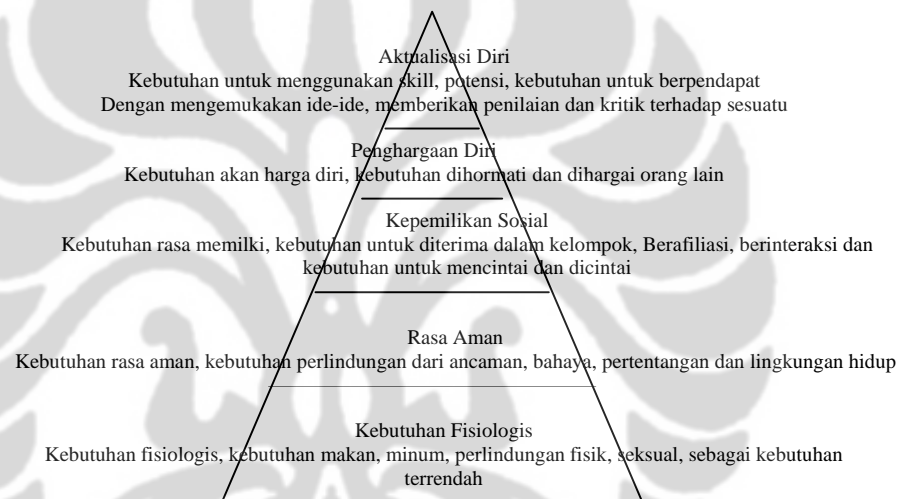 Aktualisasi Diri
Kebutuhan untuk menggunakan skill, potensi, kebutuhan untuk berpendapat
Dengan mengemukakan ide-ide, memberikan penilaian dan kritik terhadap sesuatu
Penghargaan Diri
Kebutuhan akan harga diri, kebutuhan dihormati dan dihargai orang lain
Kepemilikan Sosial
Kebutuhan rasa memilki, kebutuhan untuk diterima dalam kelompok, Berafiliasi, berinteraksi dan
kebutuhan untuk mencintai dan dicintai
Rasa Aman
Kebutuhan rasa aman, kebutuhan perlindungan dari ancaman, bahaya, pertentangan dan lingkungan hidup
Kebutuhan Fisiologis
Kebutuhan fisiologis, kebutuhan makan, minum, perlindungan fisik, seksual, sebagai kebutuhan
terrendah